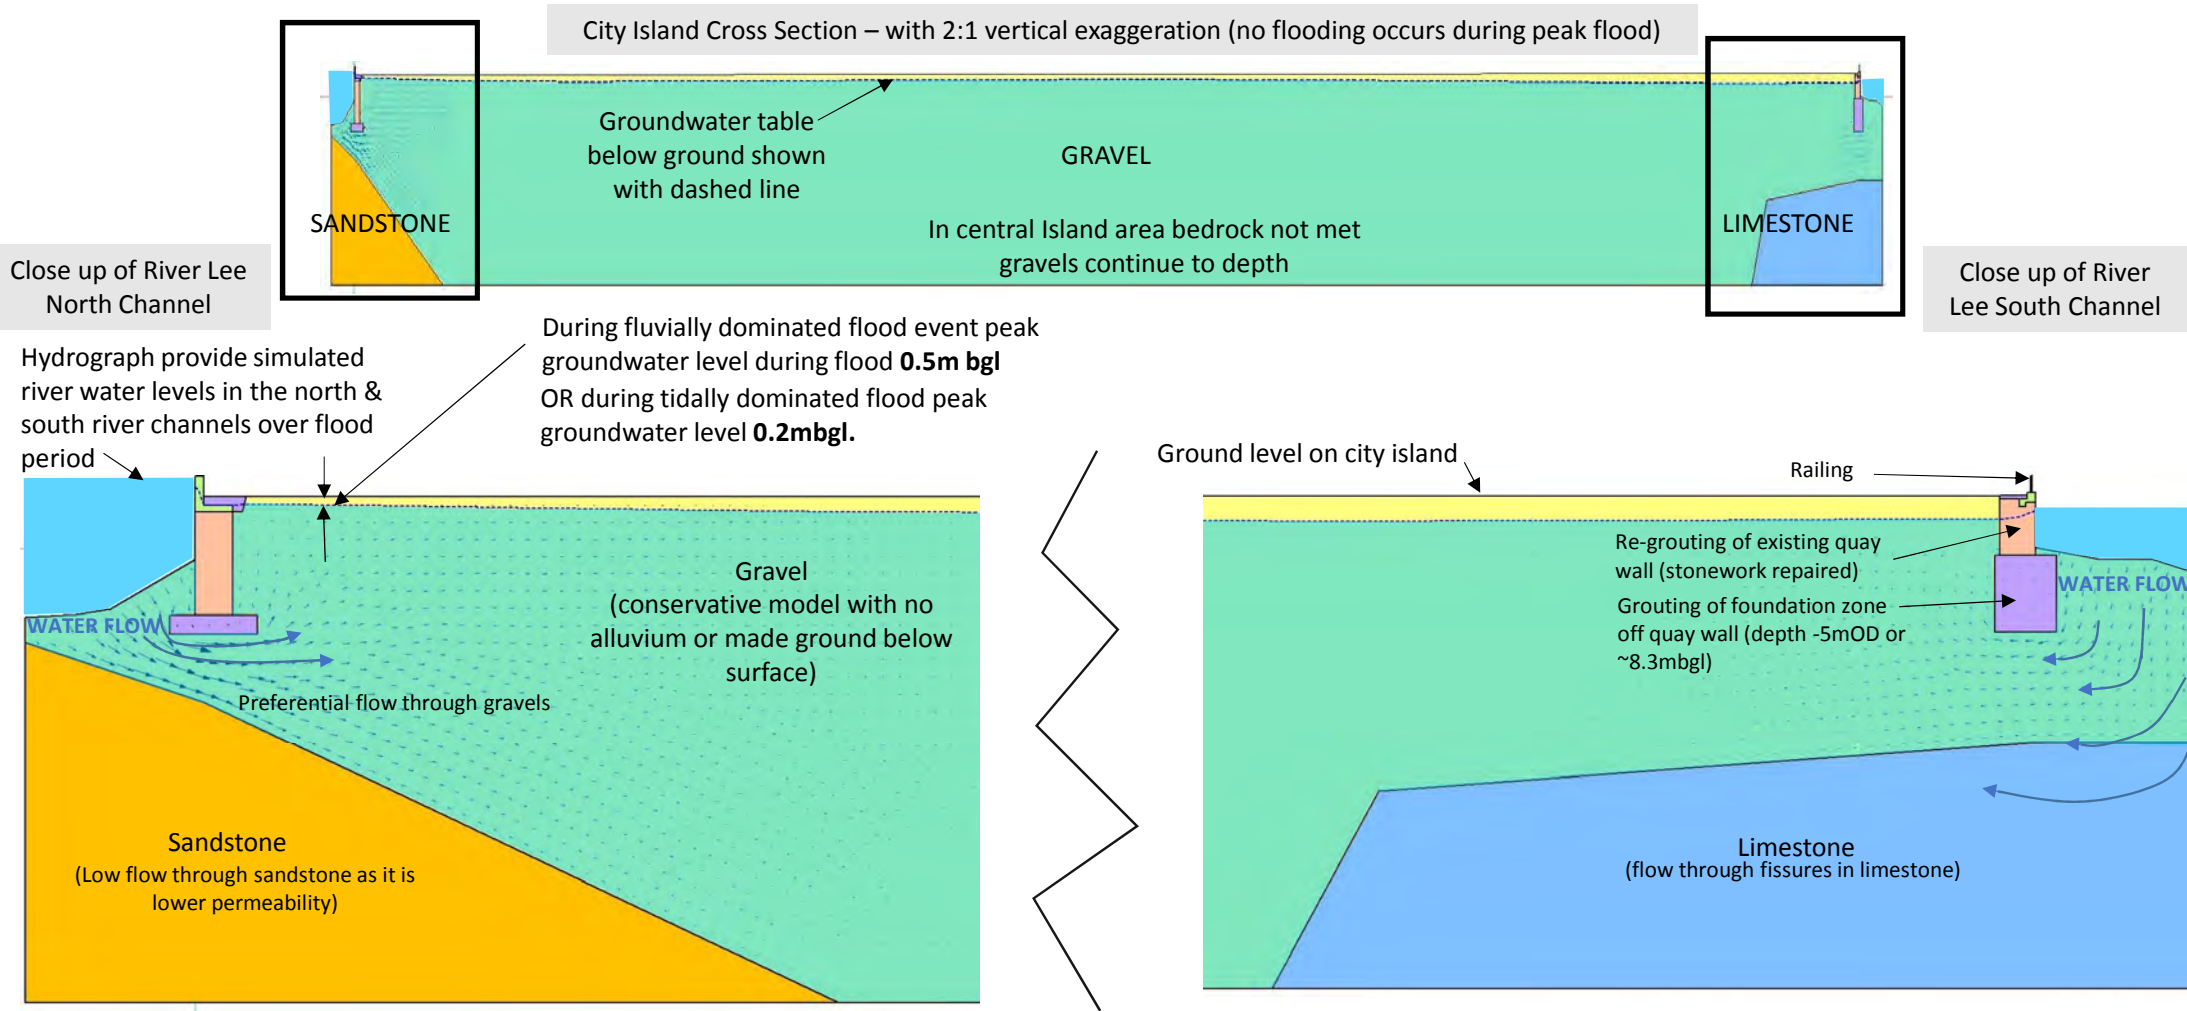 City Island Cross Section – with 2:1 vertical exaggeration (no flooding occurs during peak flood)
Groundwater table
below ground shown
with dashed line
GRAVEL
SANDSTONE
In central Island area bedrock not met
gravels continue to depth
LIMESTONE
Close up of River Lee
North Channel
Close up of River
Lee South Channel
Hydrograph provide simulated
river water levels in the north &
south river channels over flood
period
During fluvially dominated flood event peak
groundwater level during flood 0.5m bgl
OR during tidally dominated flood peak
groundwater level 0.2mbgl.
Ground level on city island
Railing
Gravel
(conservative model with no
alluvium or made ground below
surface)
WATER FLOW
Preferential flow through gravels
Sandstone
(Low flow through sandstone as it is
lower permeability)
Re-grouting of existing quay
wall (stonework repaired)
Grouting of foundation zone
off quay wall (depth -5mOD or
~8.3mbgl)
WATER FLOW
Limestone
(flow through fissures in limestone)